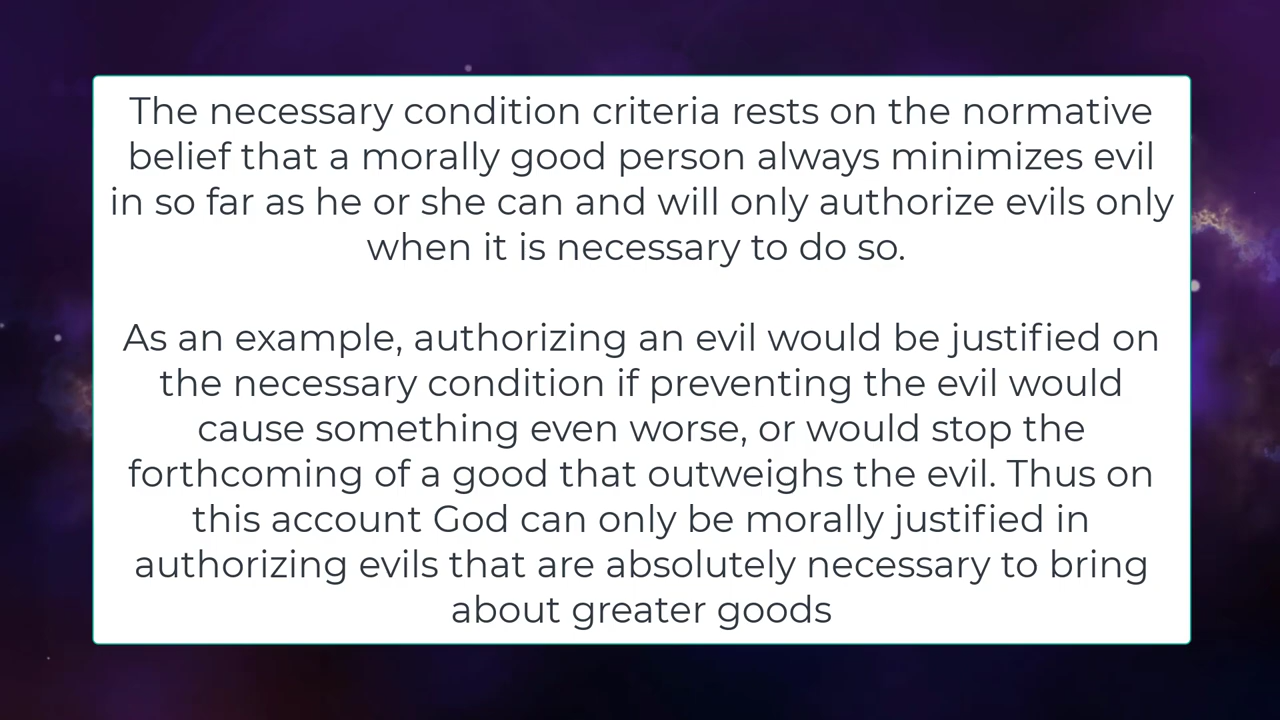 The necessary condition criteria rests on the normative
belief that a morally good person always minimizes evil
in so far as he or she can and will only authorize evils only
when it is necessary to do so.
As an example, authorizing an evil would be justified on
the necessary condition if preventing the evil would
cause something even worse, or would stop the
forthcoming of a good that outweighs the evil. Thus on
this account God can only be morally justified in
authorizing evils that are absolutely necessary to bring
about greater goods